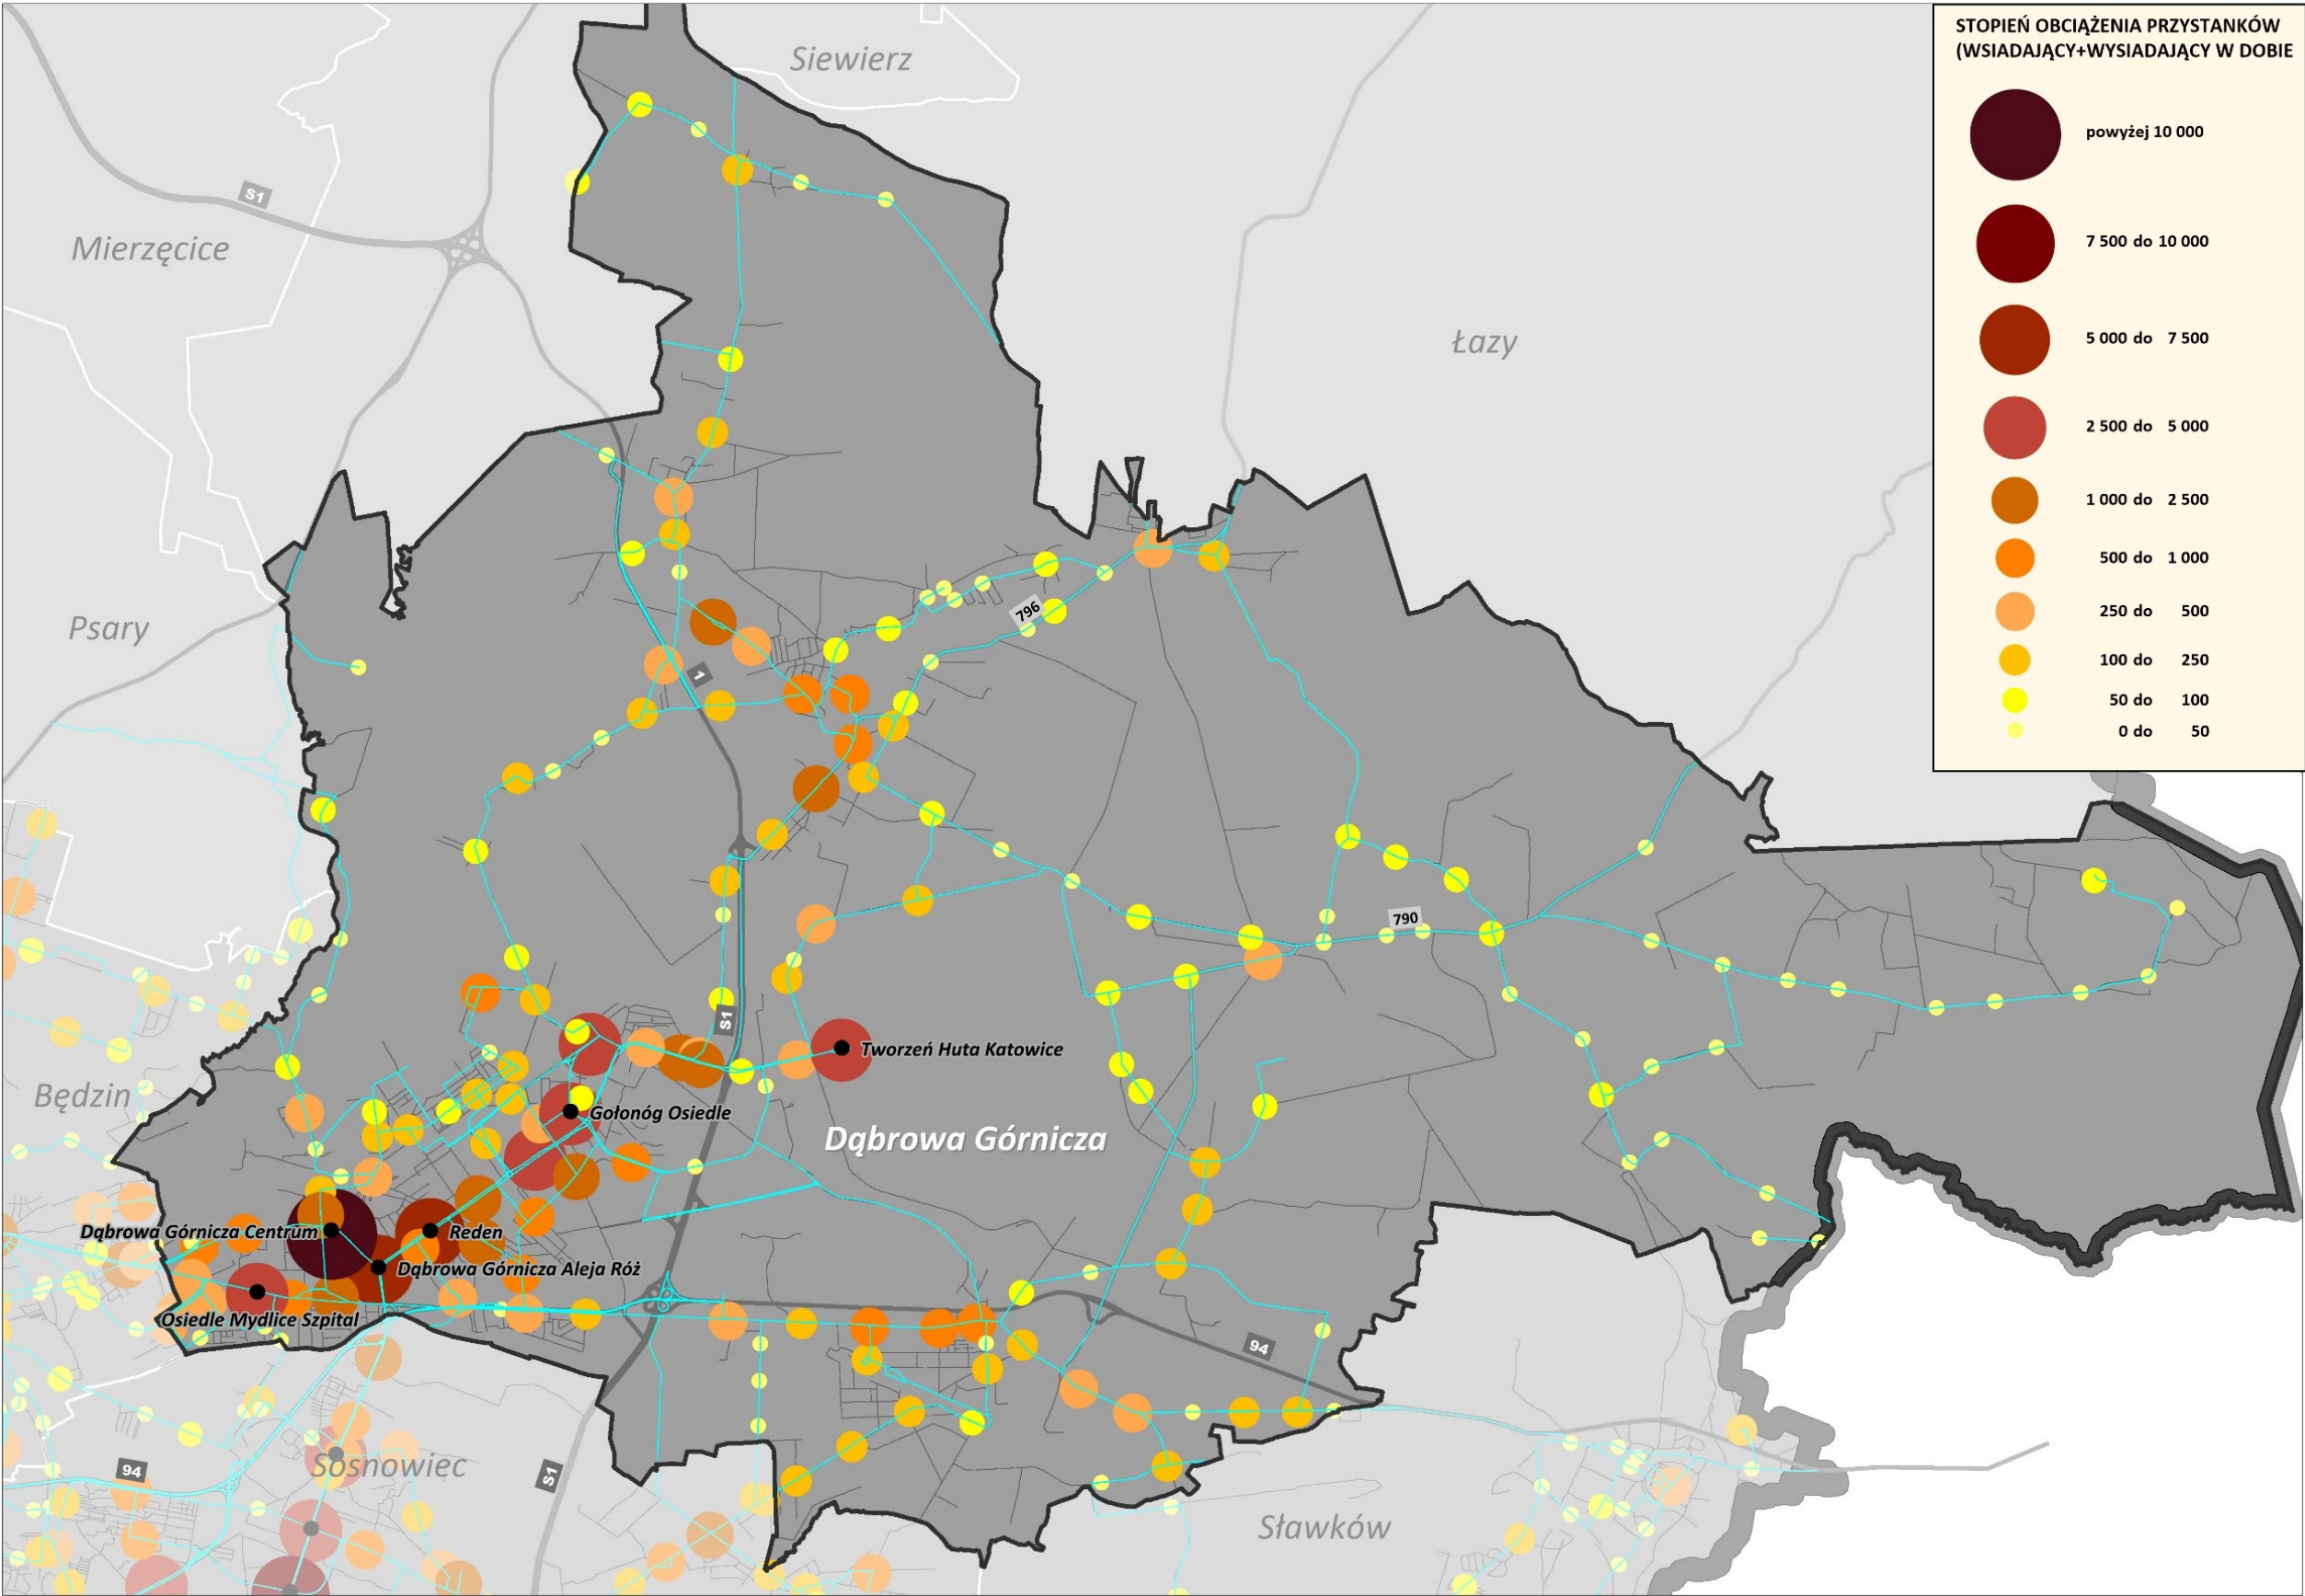 STOPIEŃ OBCIĄŻENIA PRZYSTANKÓW
(WSIADAJĄCY+WYSIADAJĄCY W DOBIE
powyżej 10 000
7 500 do 10 000
5 000 do 7 500
2 500 do 5 000
1 000 do 2 500
500 do 1 000
250 do 500
100 do 250
50 do 100
0 do 50
Siewierz
S1
Mierzęcice
Łazy
796
Psary
1
790
S1
Tworzeń Huta Katowice
Będzin
Gołonóg Osiedle
Dąbrowa Górnicza
Dąbrowa Górnicza Centrum
Reden
Dąbrowa Górnicza Aleja Róż
Osiedle Mydlice Szpital
94
Sosnowiec
94
S1
Sławków